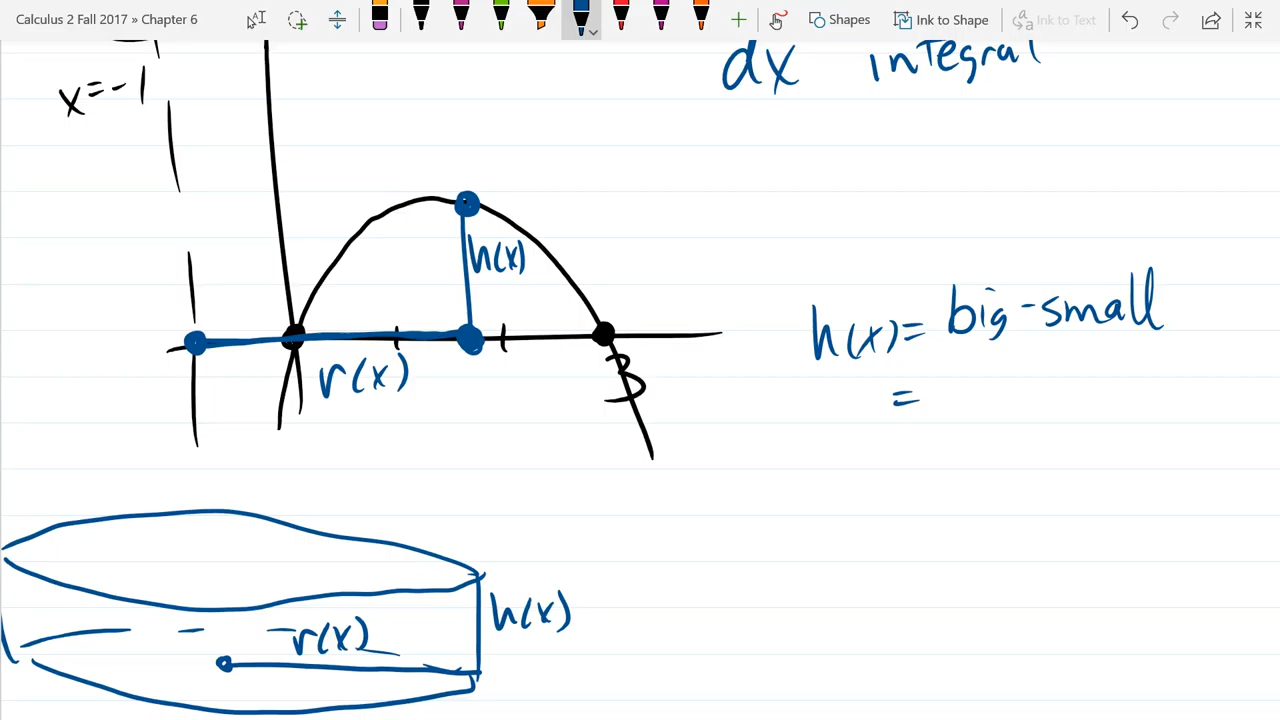 Calculus 2 Fall 2017 » Chapter 6
Shapes
Ink to Shape
Ink to Text
dx integral
x=-1
h(x)
r(x)
3
h(x)= big-small
=
h(x)
r(x)